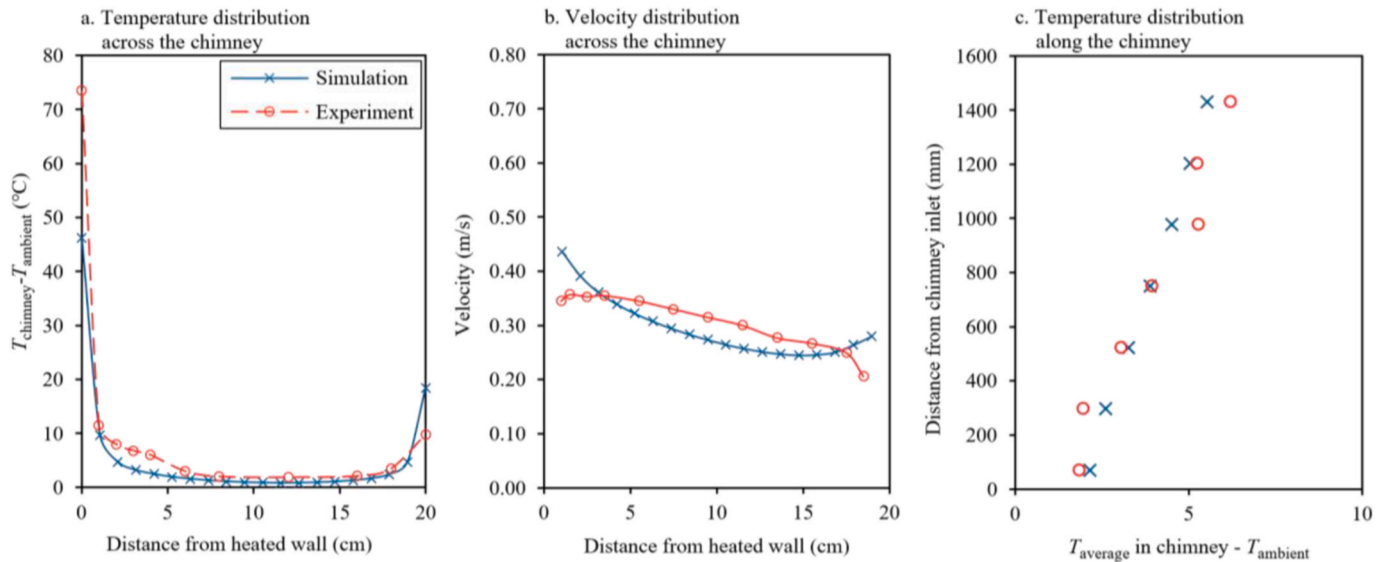 a. Temperature distribution
across the chimney
80
70
60
50
40
30
20
10
0
Tchimney-Tambient (°C)
Simulation
Experiment
0
5
10
15
20
Distance from heated wall (cm)
b. Velocity distribution
across the chimney
0.80
0.70
0.60
0.50
0.40
0.30
0.20
0.10
0.00
Velocity (m/s)
0
5
10
15
20
Distance from heated wall (cm)
c. Temperature distribution
along the chimney
1600
1400
1200
1000
800
600
400
200
0
Distance from chimney inlet (mm)
0
5
10
Taverage in chimney - Tambient